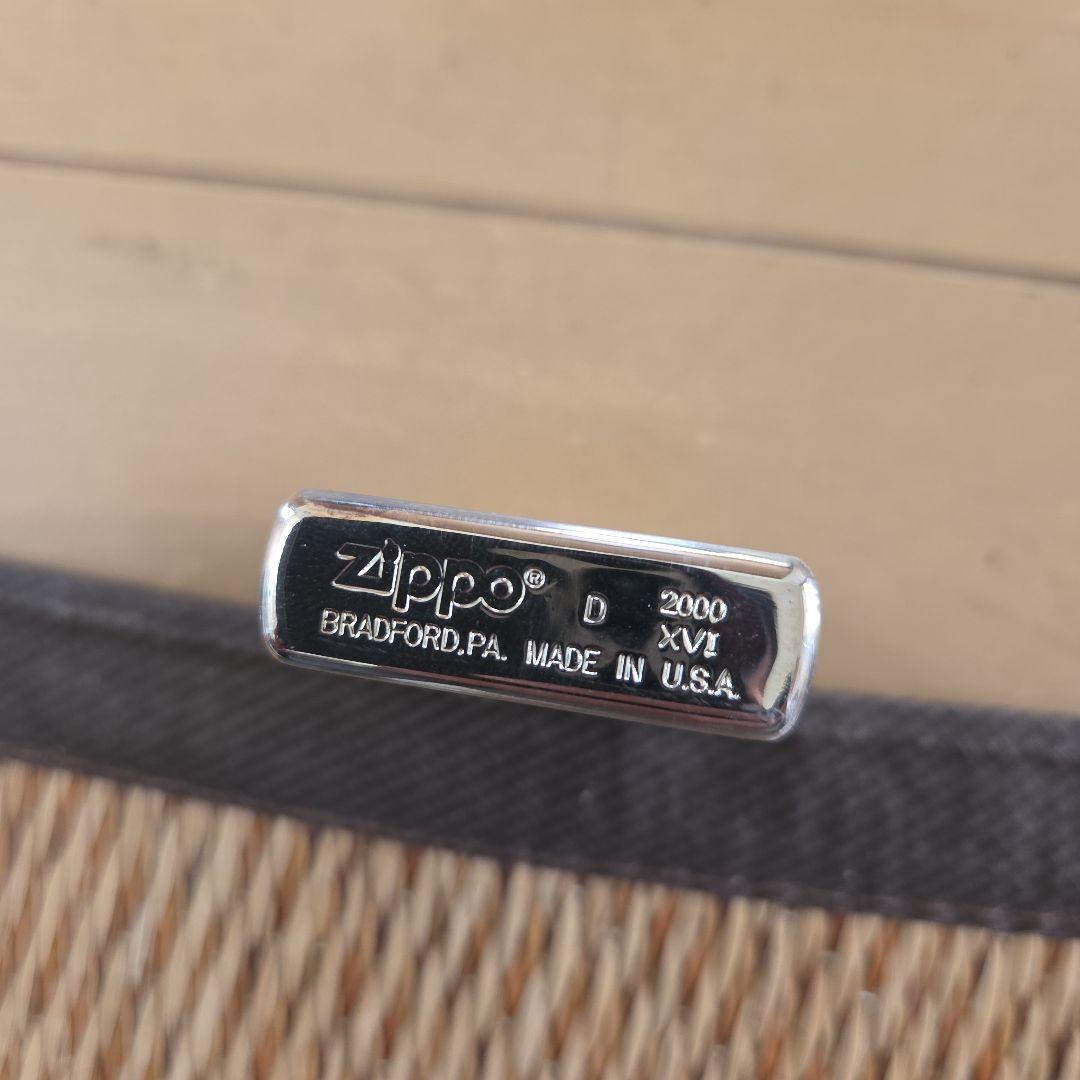 Zippo® D 2000
XVI
BRADFORD.PA. MADE IN U.S.A.